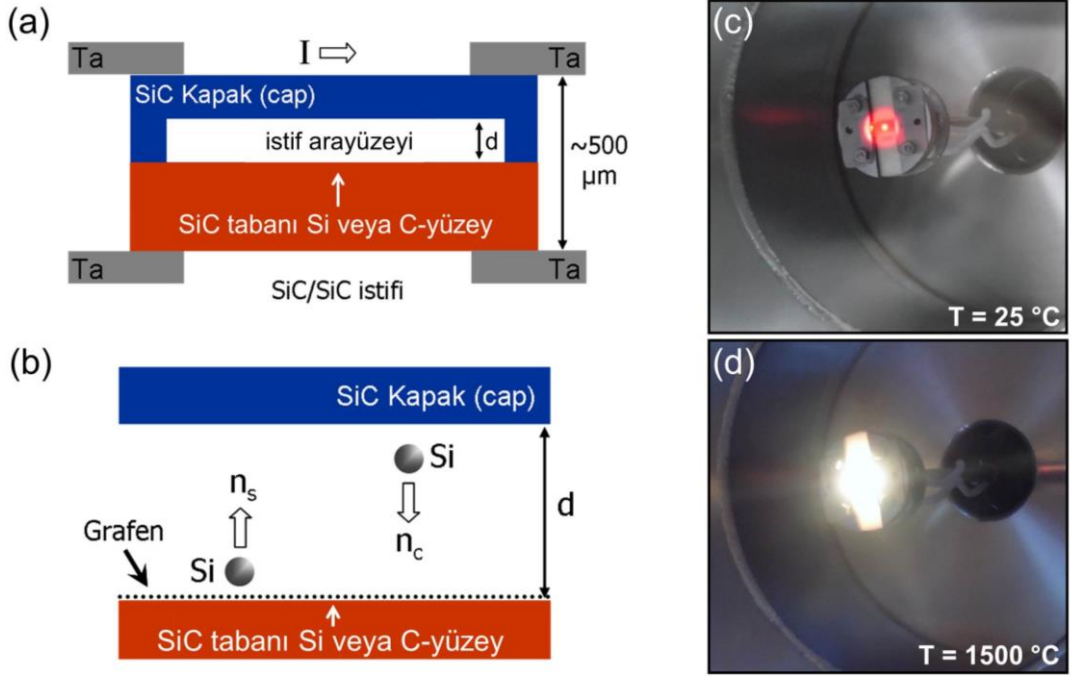 (a)
Ta
I
Ta
SiC Kapak (cap)
istif arayüzeyi
d
~500
µm
SiC tabanı Si veya C-yüzey
Ta
Ta
SiC/SiC istifi
(b)
SiC Kapak (cap)
Si
ns
nc
d
Grafen
Si
SiC tabanı Si veya C-yüzey
(c)
T = 25 °C
(d)
T = 1500 °C